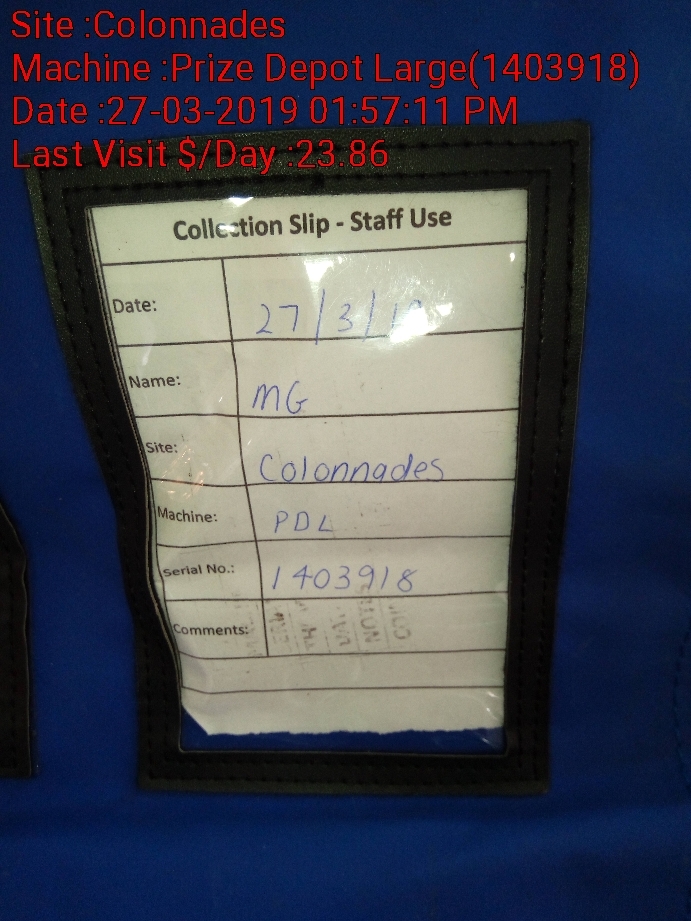 Site :Colonnades
Machine :Prize Depot Large(1403918)
Date :27-03-2019 01:57:11 PM
Last Visit $/Day :23.86
Collection Slip - Staff Use
Date: 27/3/19
Name: MG
Site: Colonnades
Machine: PDL
Serial No.: 1403918
Comments: